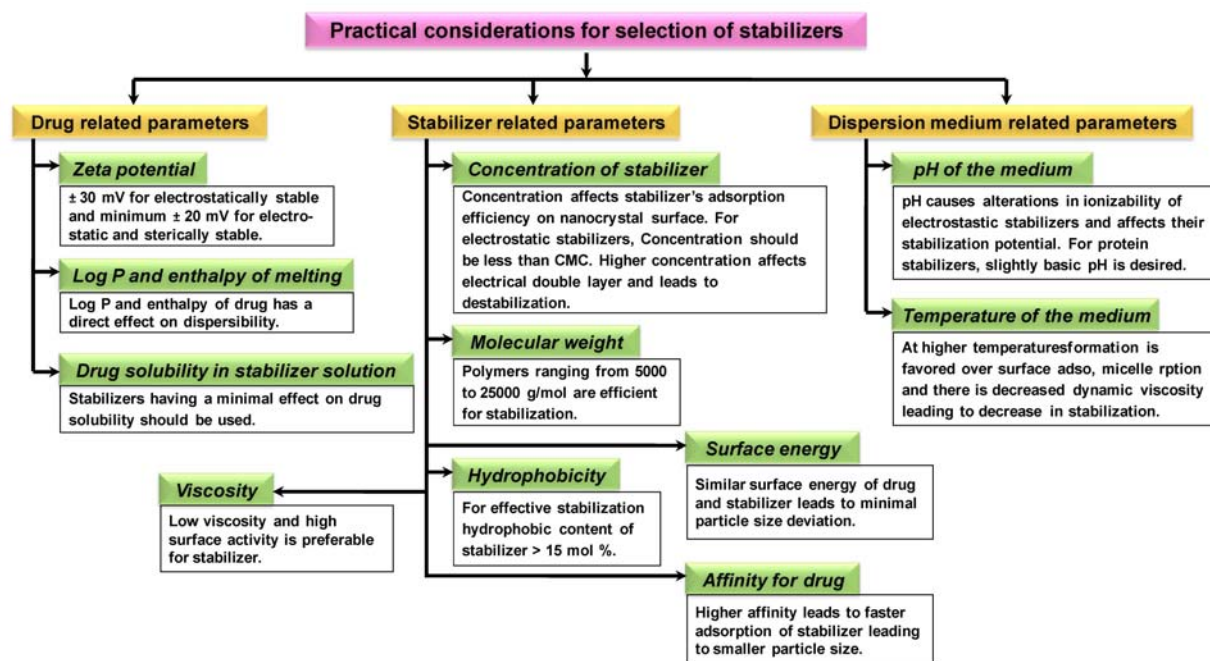 Practical considerations for selection of stabilizers
Drug related parameters
Zeta potential
± 30 mV for electrostatically stable
and minimum ± 20 mV for electro-
static and sterically stable.
Log P and enthalpy of melting
Log P and enthalpy of drug has a
direct effect on dispersibility.
Drug solubility in stabilizer solution
Stabilizers having a minimal effect on drug
solubility should be used.
Stabilizer related parameters
Concentration of stabilizer
Concentration affects stabilizer's adsorption
efficiency on nanocrystal surface. For
electrostatic stabilizers, Concentration should
be less than CMC. Higher concentration affects
electrical double layer and leads to
destabilization.
Molecular weight
Polymers ranging from 5000
to 25000 g/mol are efficient
for stabilization.
Surface energy
Similar surface energy of drug
and stabilizer leads to minimal
particle size deviation.
Hydrophobicity
For effective stabilization
hydrophobic content of
stabilizer > 15 mol %.
Viscosity
Low viscosity and high
surface activity is preferable
for stabilizer.
Affinity for drug
Higher affinity leads to faster
adsorption of stabilizer leading
to smaller particle size.
Dispersion medium related parameters
pH of the medium
pH causes alterations in ionizability of
electrostastic stabilizers and affects their
stabilization potential. For protein
stabilizers, slightly basic pH is desired.
Temperature of the medium
At higher temperaturesformation is
favored over surface adso, micelle rption
and there is decreased dynamic viscosity
leading to decrease in stabilization.